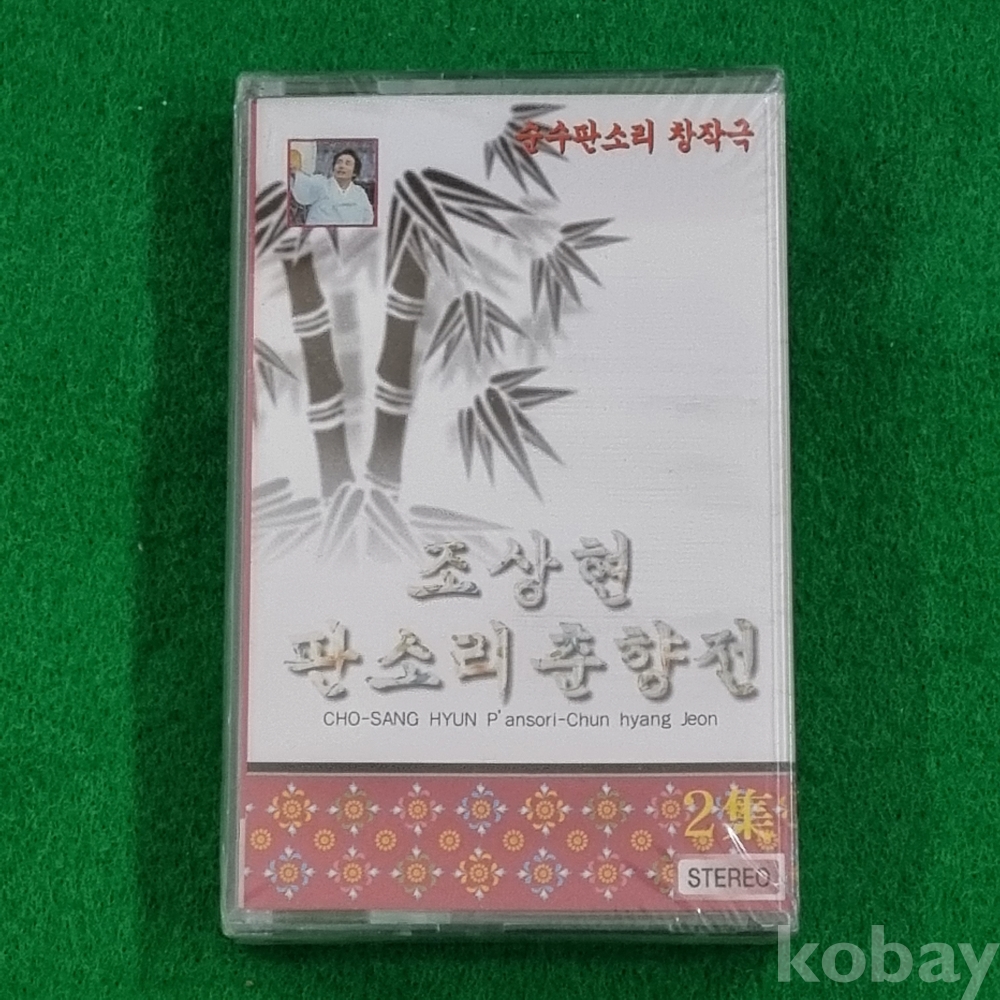 순수판소리 창작극
조상현
판소리 춘향전
CHO-SANG HYUN P'ansori-Chun hyang Jeon
2集
STEREO
kobay